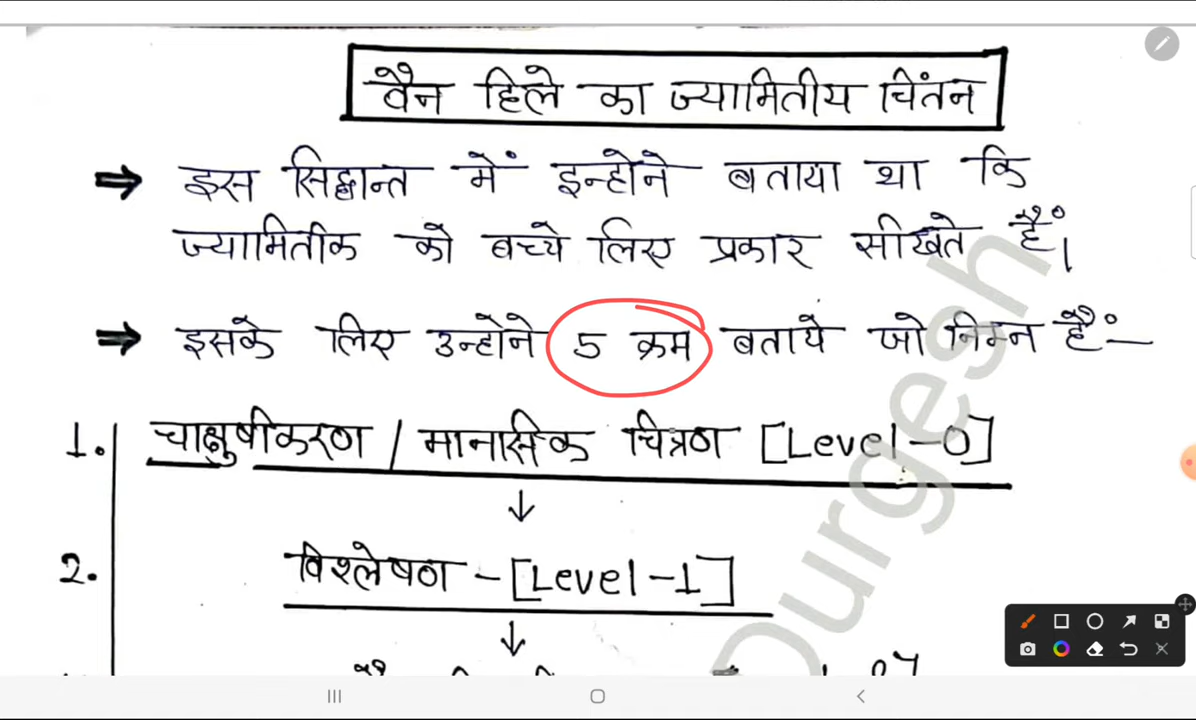 वैन हिले का ज्यामितीय चिंतन
⇒ इस सिद्धान्त में इन्होने बताया था कि
ज्यामितीक को बच्चे लिए प्रकार सीखते हैं।
⇒ इसके लिए उन्होने 5 क्रम बताये जो निम्न हैं—
1. चाक्षुषीकरण / मानसिक चित्रण [Level-0]
↓
2. विश्लेषण - [Level-1]
↓
Durgesh